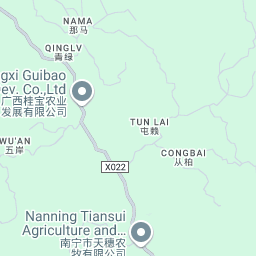 NAMA
那马
QINGLV
青绿
gxi Guibao
Dev. Co.,Ltd
广西桂宝农业
发展有限公司
TUN LAI
屯赖
WU'AN
五岸
CONGBAI
从柏
X022
Nanning Tiansui
Agriculture and...
南宁市天穗农
牧有限公司